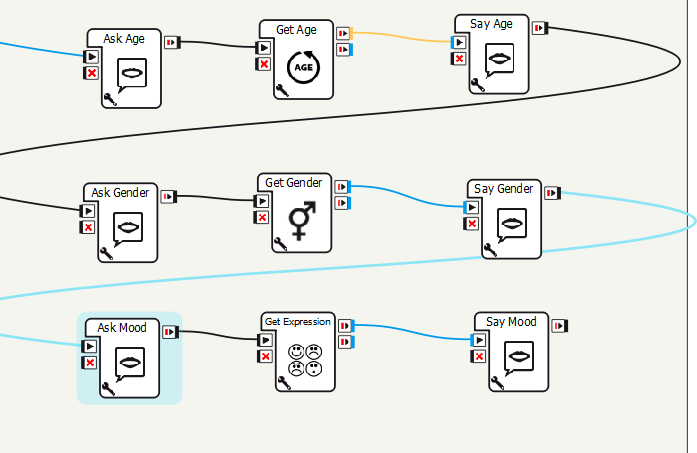 Ask Age
Get Age
Say Age
AGE
Ask Gender
Get Gender
Say Gender
Ask Mood
Get Expression
Say Mood